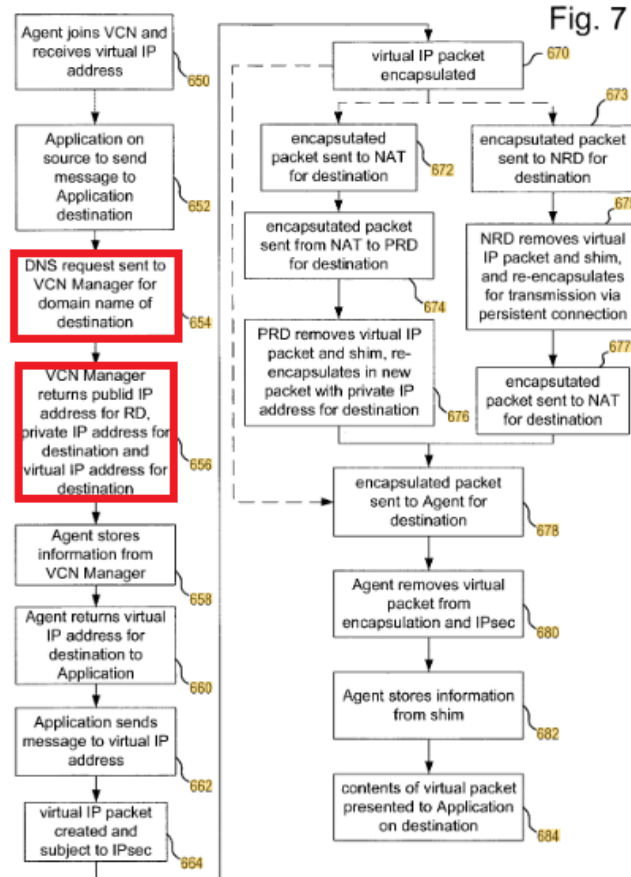 Fig. 7
Agent joins VCN and
receives virtual IP
address
650
Application on
source to send
message to
Application
destination
652
DNS request sent to
VCN Manager for
domain name of
destination
654
VCN Manager
returns publid IP
address for RD,
private IP address for
destination and
virtual IP address for
destination
656
Agent stores
information from
VCN Manager
658
Agent returns virtual
IP address for
destination to
Application
660
Application sends
message to virtual IP
address
662
virtual IP packet
created and
subject to IPsec
664
virtual IP packet
encapsulated
670
encapsutated
packet sent to NAT
for destination
672
encapsutated packet
sent from NAT to PRD
for destination
674
PRD removes virtual IP
packet and shim, re-
encapsulates in new
packet with private IP
address for destination
676
673
encapsutated packet
sent to NRD for
destination
675
NRD removes virtual
IP packet and shim,
and re-encapsulates
for transmission via
persistent connection
677
encapsutated packet
sent to NAT for
destination
encapsulated packet
sent to Agent for
destination
678
Agent removes virtual
packet from
encapsulation and IPsec
680
Agent stores information
from shim
682
contents of virtual packet
presented to Application
on destination
684